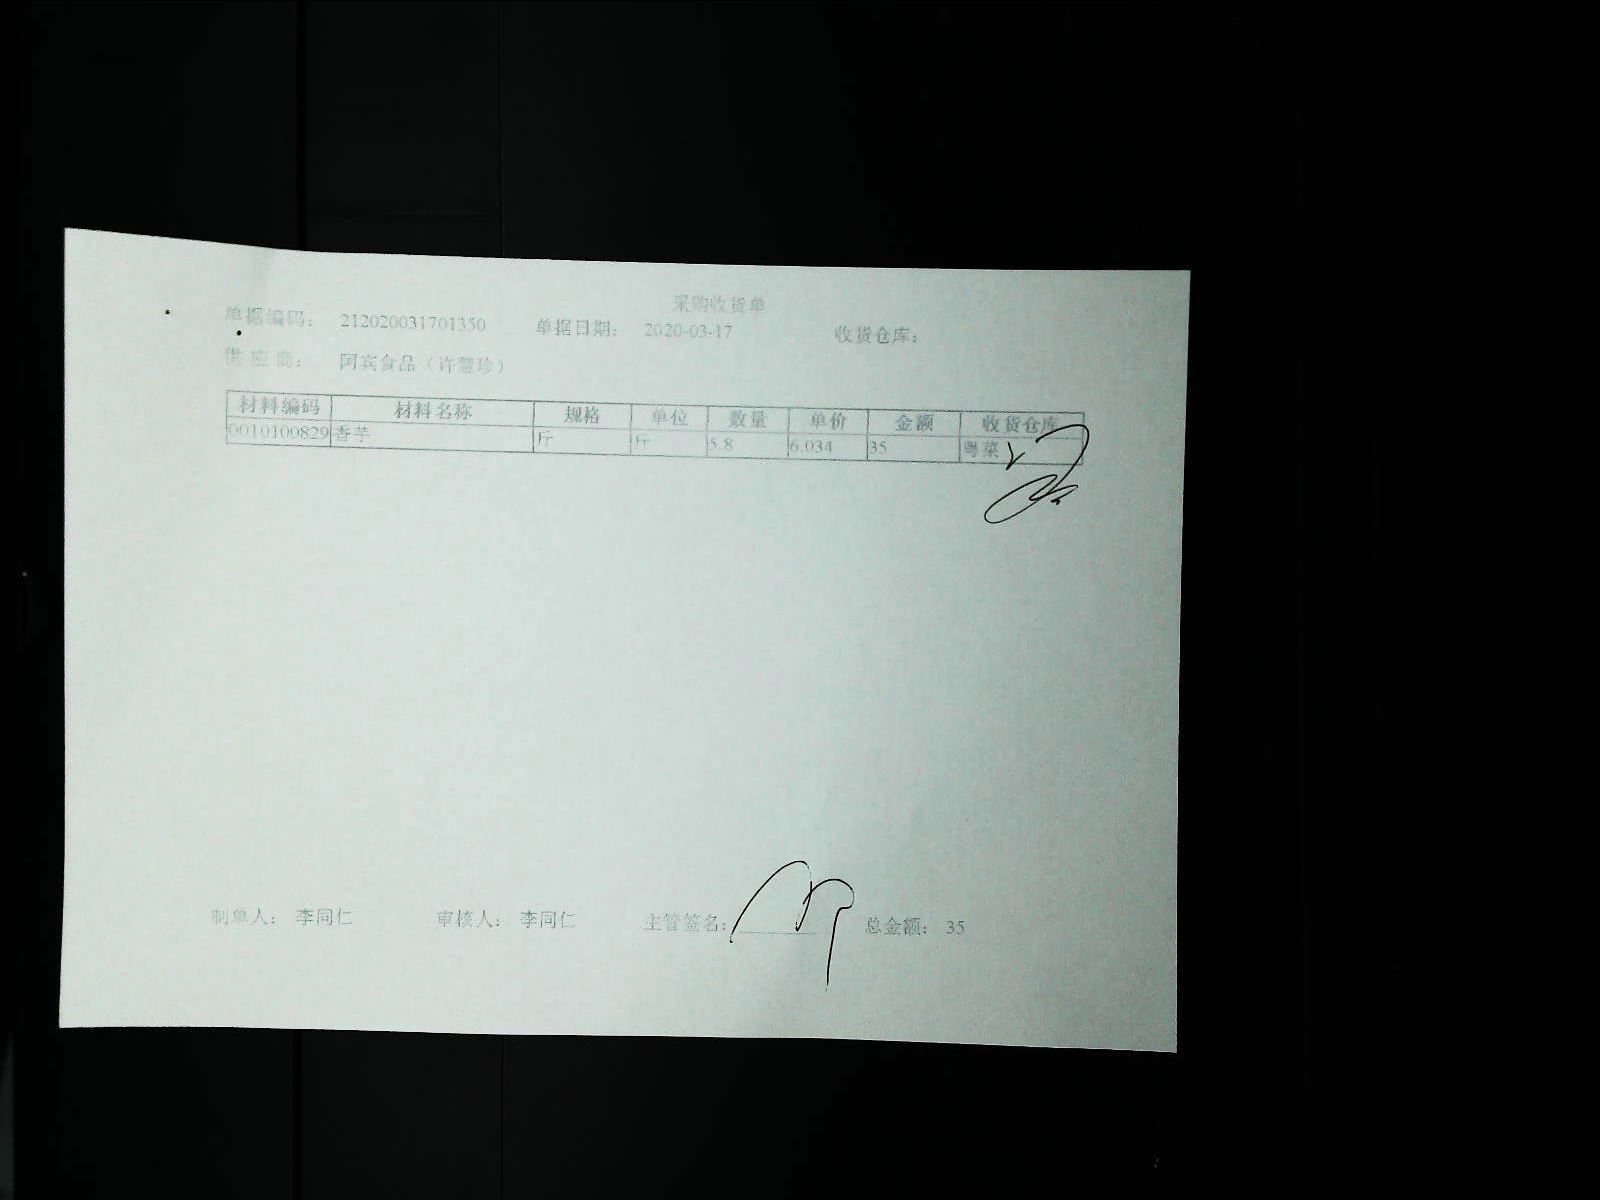 采购收货单
单据编码： 212020031701350 单据日期： 2020-03-17 收货仓库：
供应商： 阿宾食品（许慧珍）
材料编码 材料名称 规格 单位 数量 单价 金额 收货仓库
0010100829 香芋 斤 斤 5.8 6.034 35 粤菜
制单人： 李同仁 审核人： 李同仁 主管签名： 总金额： 35